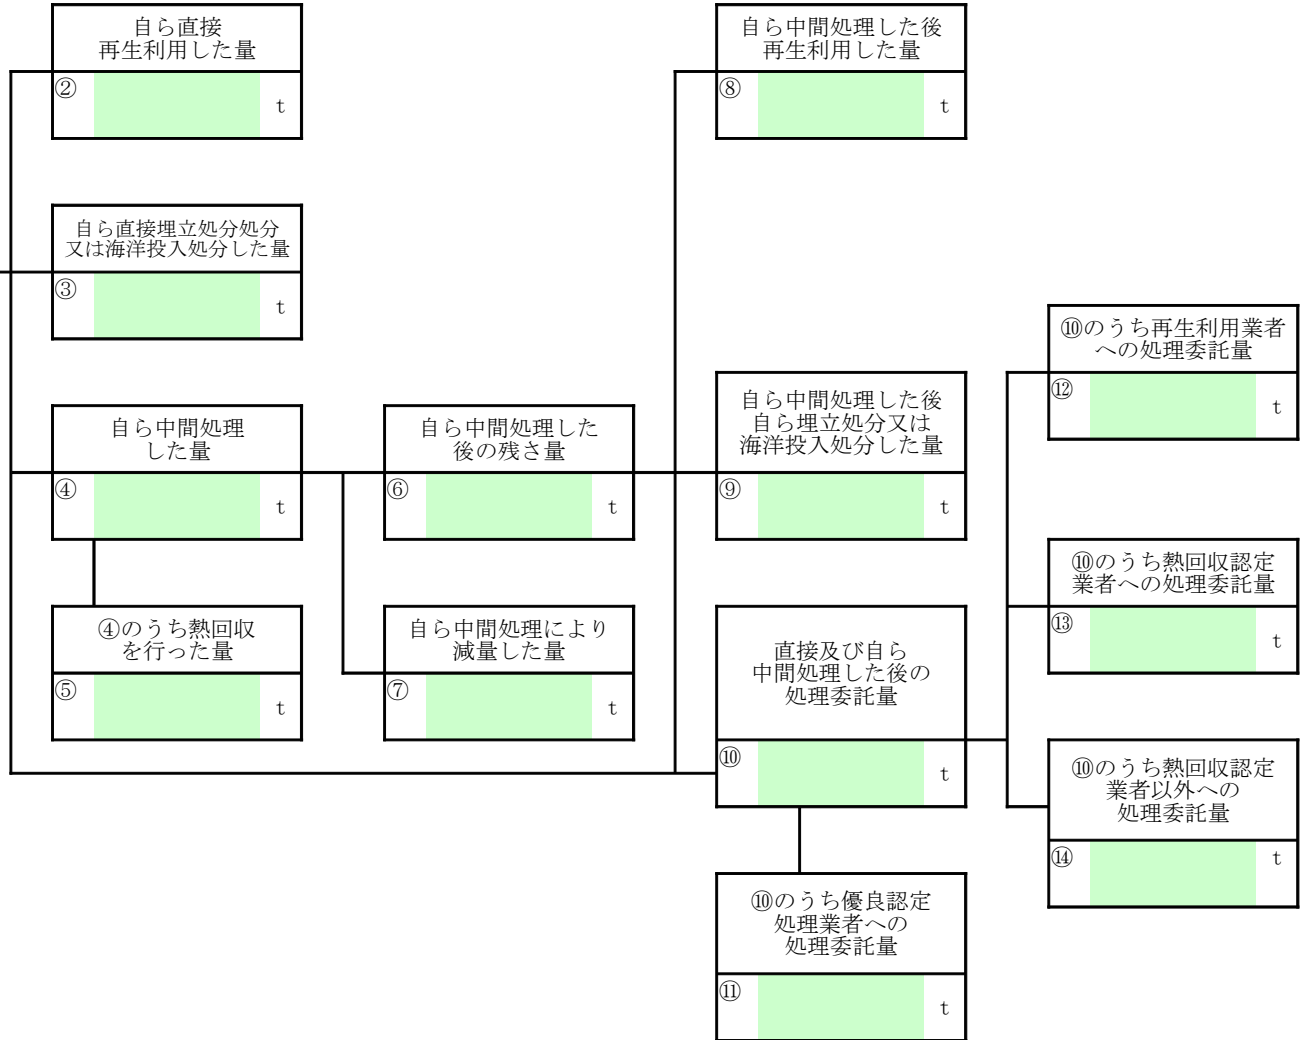 自ら直接
再生利用した量
②
t
自ら中間処理した後
再生利用した量
⑧
t
自ら直接埋立処分処分
又は海洋投入処分した量
③
t
⑩のうち再生利用業者
への処理委託量
⑫
t
自ら中間処理
した量
④
t
自ら中間処理した
後の残さ量
⑥
t
自ら中間処理した後
自ら埋立処分又は
海洋投入処分した量
⑨
t
⑩のうち熱回収認定
業者への処理委託量
⑬
t
④のうち熱回収
を行った量
⑤
t
自ら中間処理により
減量した量
⑦
t
直接及び自ら
中間処理した後の
処理委託量
⑩
t
⑩のうち熱回収認定
業者以外への
処理委託量
⑭
t
⑩のうち優良認定
処理業者への
処理委託量
⑪
t